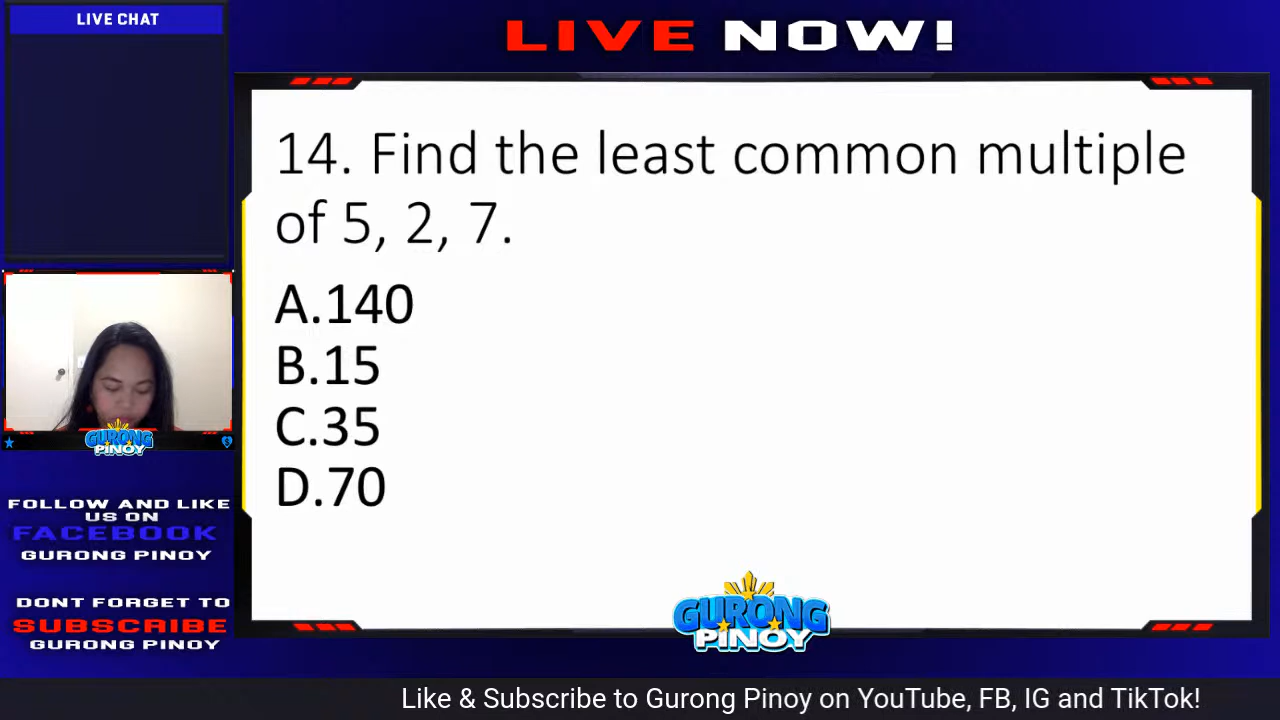 LIVE CHAT
LIVE NOW!
14. Find the least common multiple
of 5, 2, 7.
A.140
B.15
C.35
D.70
GURONG
PINOY
FOLLOW AND LIKE
US ON
FACEBOOK
GURONG PINOY
DONT FORGET TO
SUBSCRIBE
GURONG PINOY
GURONG
PINOY
Like & Subscribe to Gurong Pinoy on YouTube, FB, IG and TikTok!